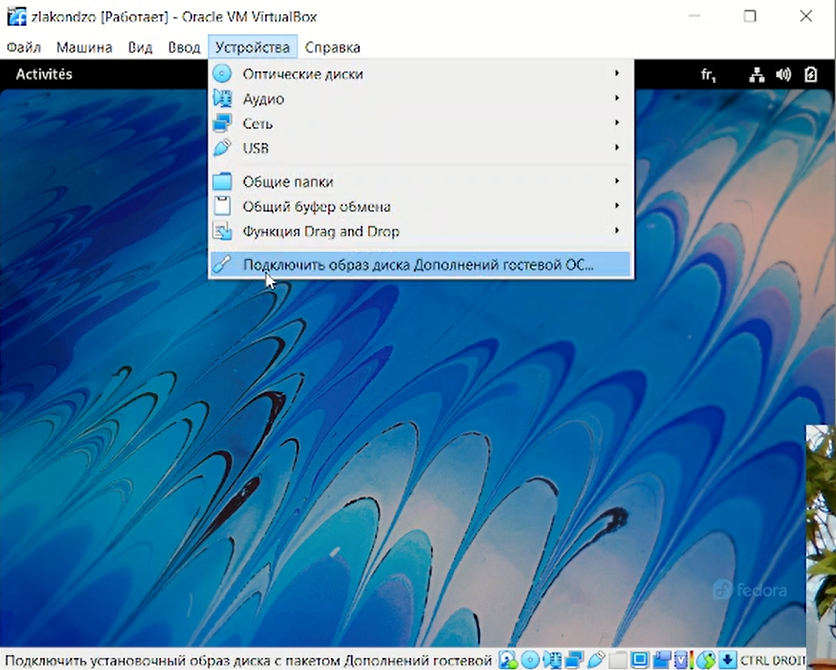 zlakondzo [Работает] - Oracle VM VirtualBox
Файл Машина Вид Ввод Устройства Справка
Activités
fr₁
Оптические диски
Аудио
Сеть
USB
Общие папки
Общий буфер обмена
Функция Drag and Drop
Подключить образ диска Дополнений гостевой ОС...
fedora
Подключить установочный образ диска с пакетом Дополнений гостевой
CTRL DROIT